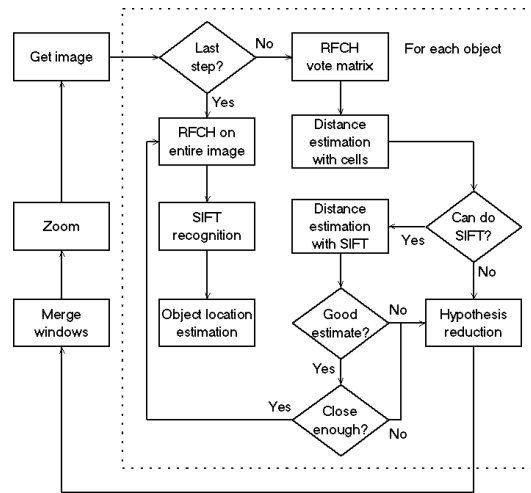 Get image
Last
step?
No
RFCH
vote matrix
For each object
Yes
RFCH on
entire image
Distance
estimation
with cells
Zoom
SIFT
recognition
Distance
estimation
with SIFT
Yes
Can do
SIFT?
No
Merge
windows
Object location
estimation
Good
estimate?
No
Hypothesis
reduction
Yes
Yes
Close
enough?
No